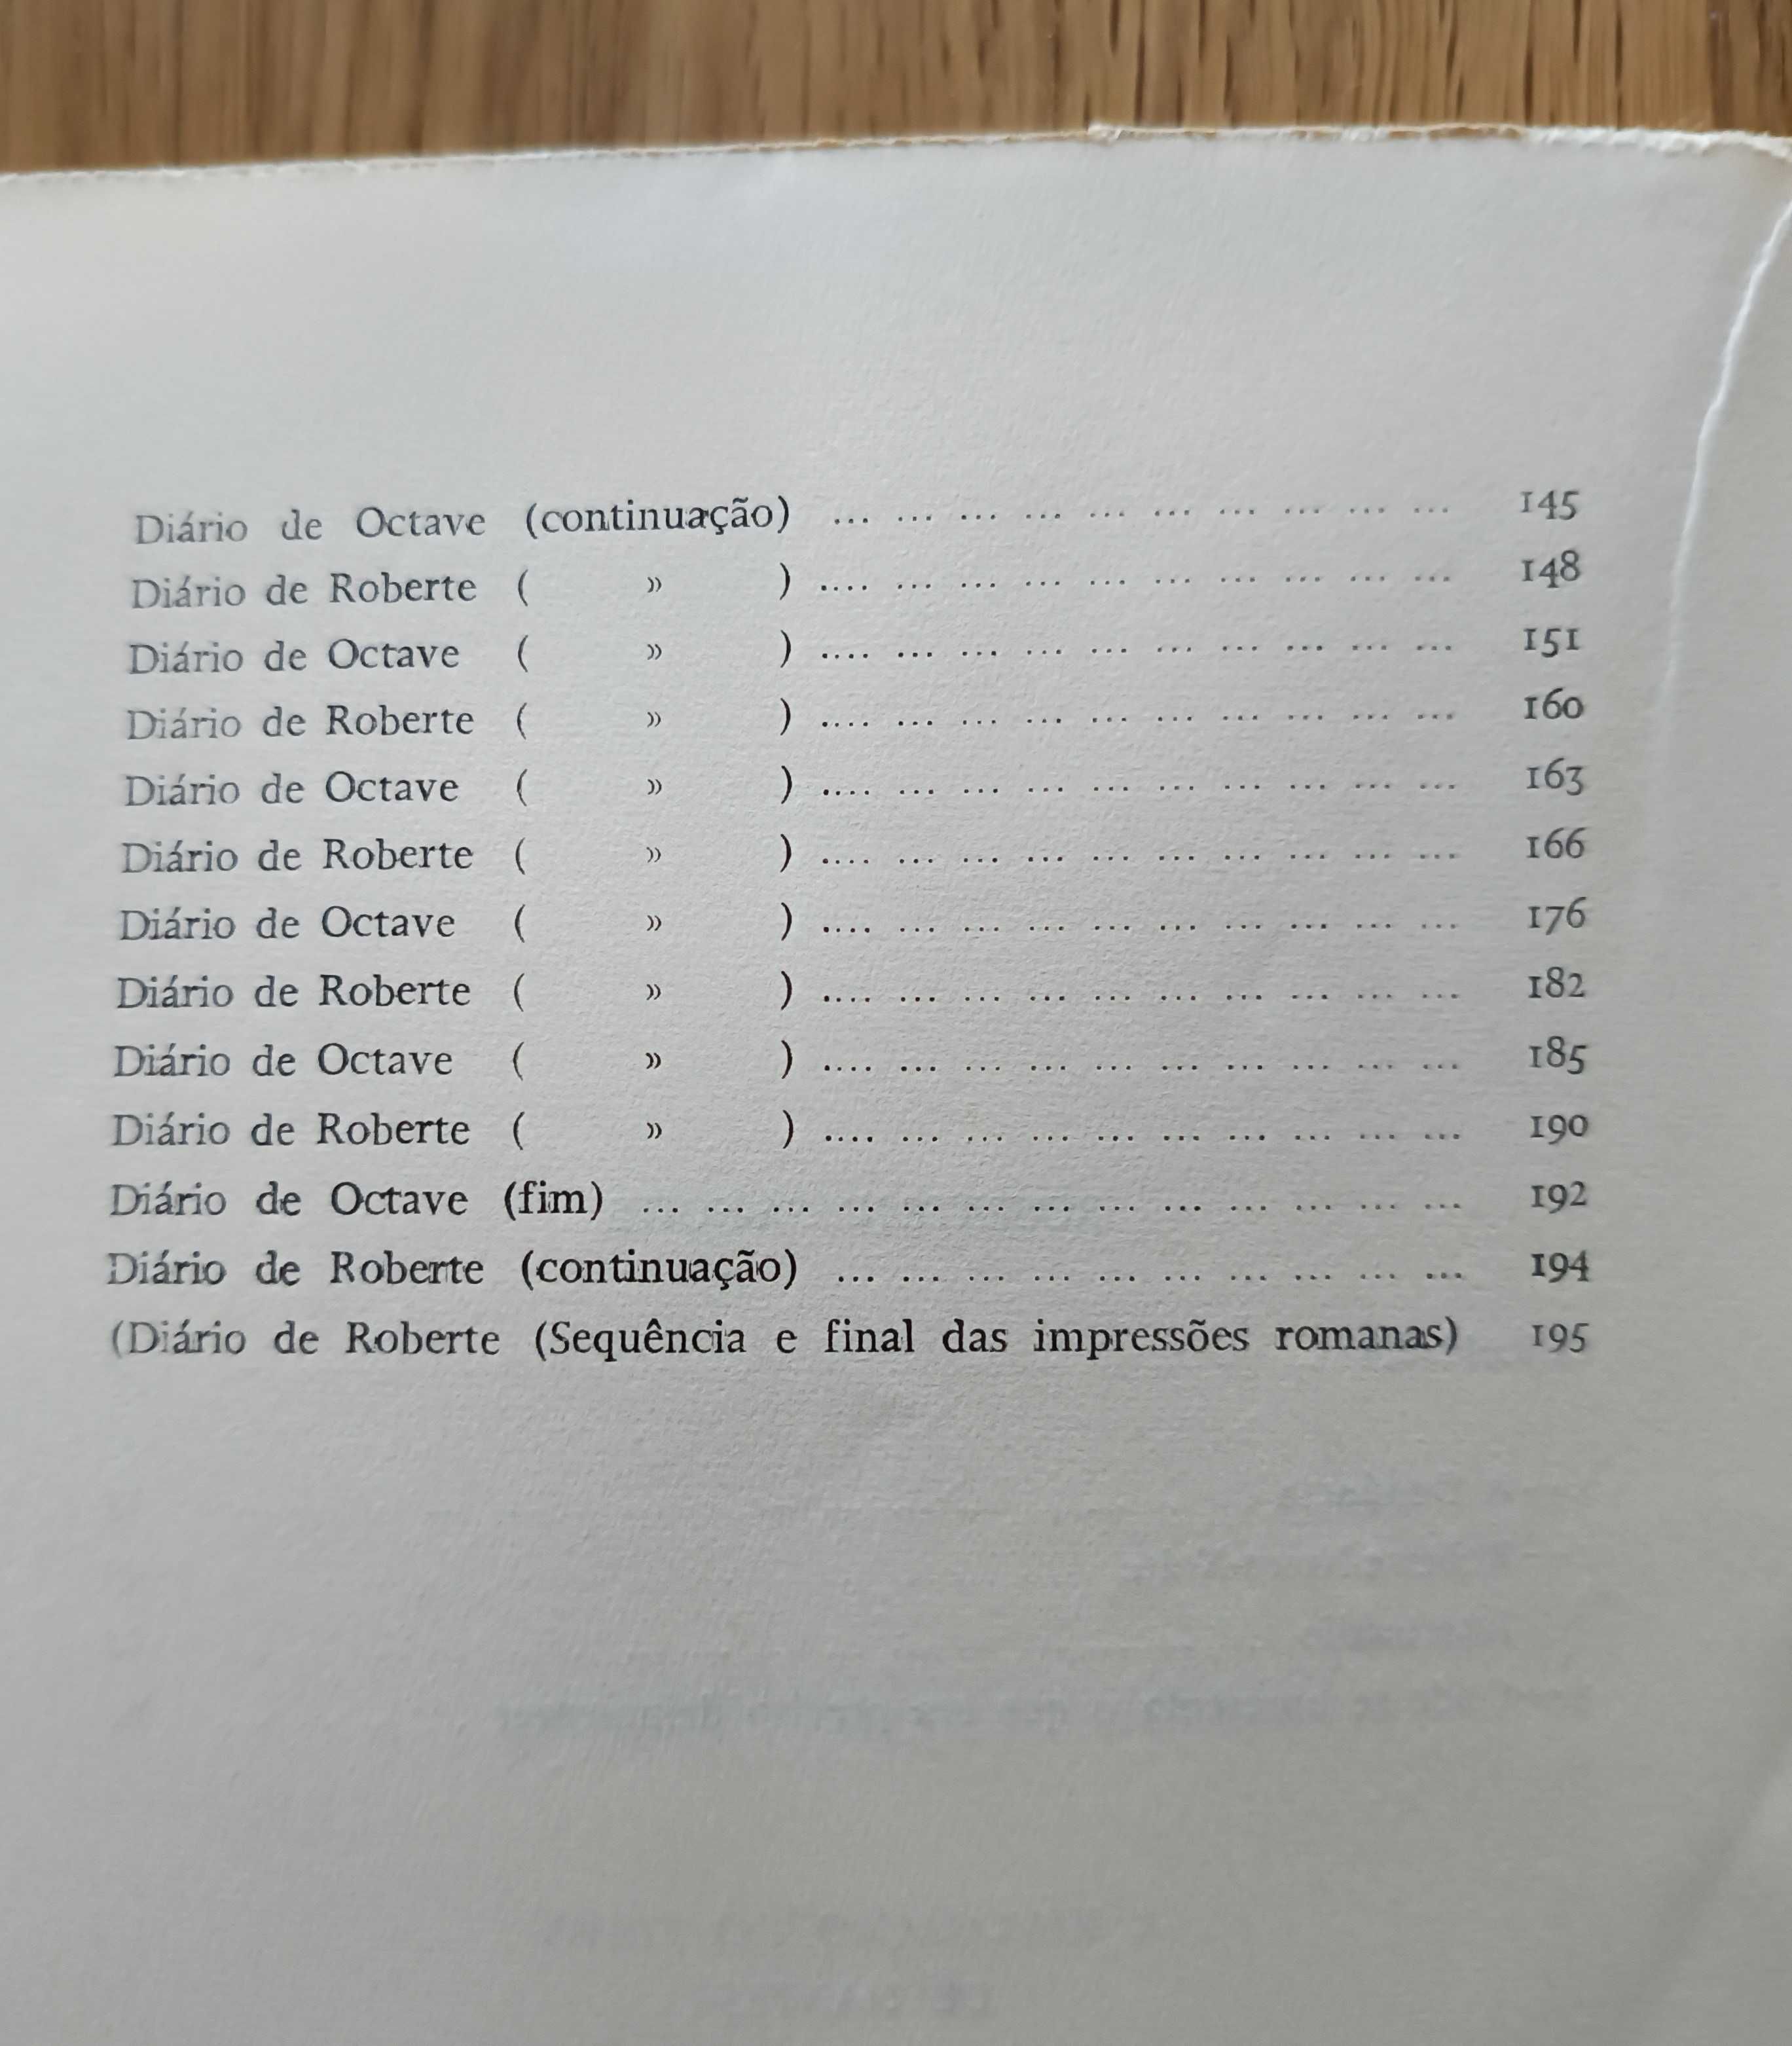 Diário de Octave (continuação) ... ... ... ... ... ... ... ... ... ... 145
Diário de Roberte ( » ) .... ... ... ... ... ... ... ... ... ... 148
Diário de Octave ( » ) .... ... ... ... ... ... ... ... ... ... 151
Diário de Roberte ( » ) .... ... ... ... ... ... ... ... ... ... 160
Diário de Octave ( » ) .... ... ... ... ... ... ... ... ... ... 163
Diário de Roberte ( » ) .... ... ... ... ... ... ... ... ... ... 166
Diário de Octave ( » ) .... ... ... ... ... ... ... ... ... ... 176
Diário de Roberte ( » ) .... ... ... ... ... ... ... ... ... ... 182
Diário de Octave ( » ) .... ... ... ... ... ... ... ... ... ... 185
Diário de Roberte ( » ) .... ... ... ... ... ... ... ... ... ... 190
Diário de Octave (fim) ... ... ... ... ... ... ... ... ... ... ... ... ... 192
Diário de Roberte (continuação) ... ... ... ... ... ... ... ... ... ... 194
(Diário de Roberte (Sequência e final das impressões romanas) 195